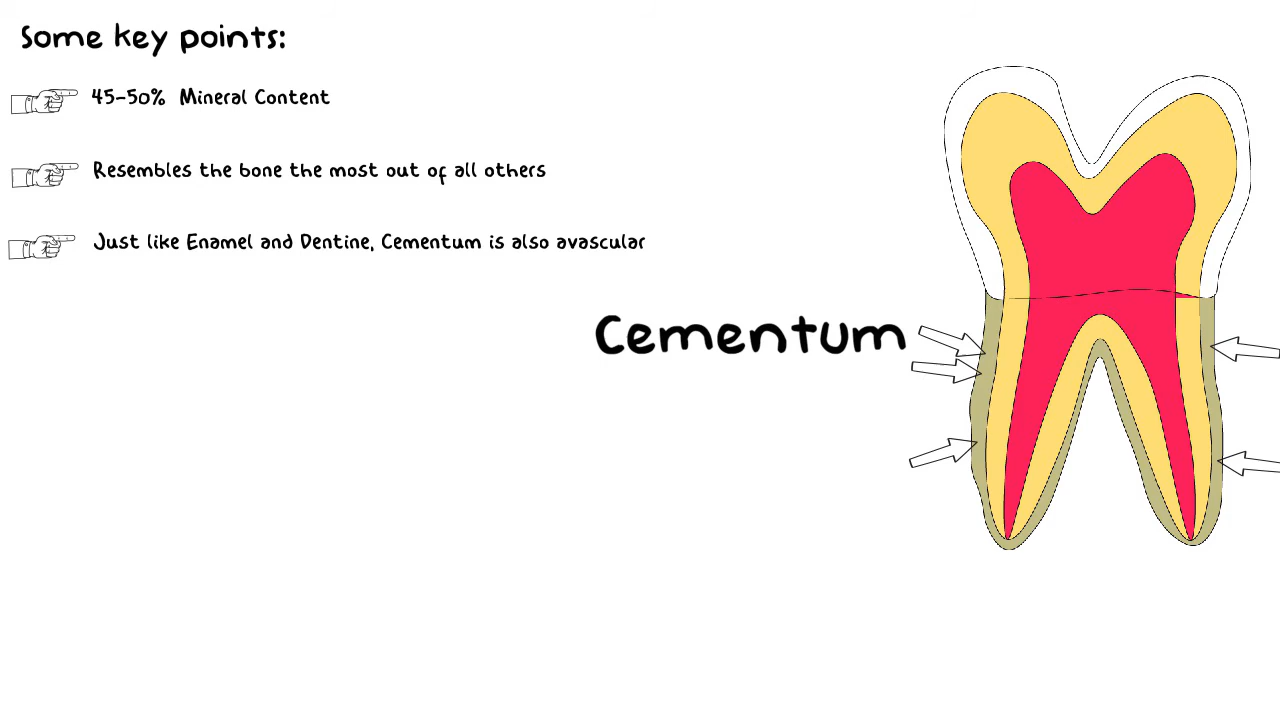 Some key points:
45-50% Mineral Content
Resembles the bone the most out of all others
Just like Enamel and Dentine, Cementum is also avascular
Cementum